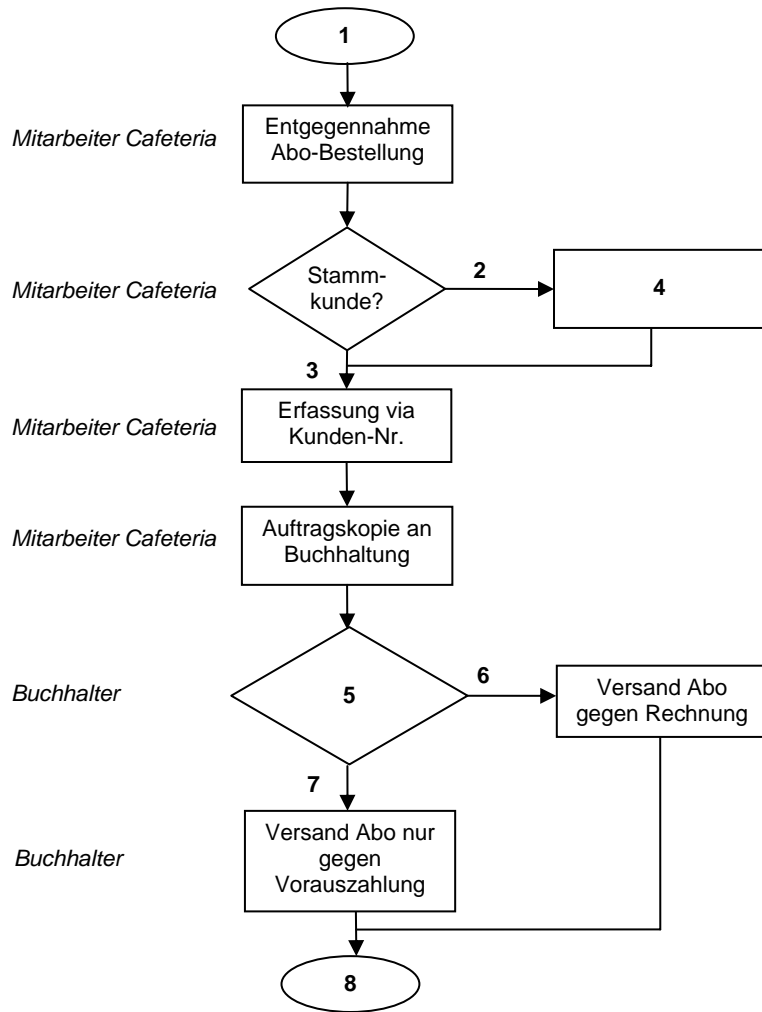 1
Mitarbeiter Cafeteria
Entgegennahme
Abo-Bestellung
Mitarbeiter Cafeteria
Stamm-
kunde?
2
4
3
Mitarbeiter Cafeteria
Erfassung via
Kunden-Nr.
Mitarbeiter Cafeteria
Auftragskopie an
Buchhaltung
Buchhalter
5
6
Versand Abo
gegen Rechnung
7
Buchhalter
Versand Abo nur
gegen
Vorauszahlung
8